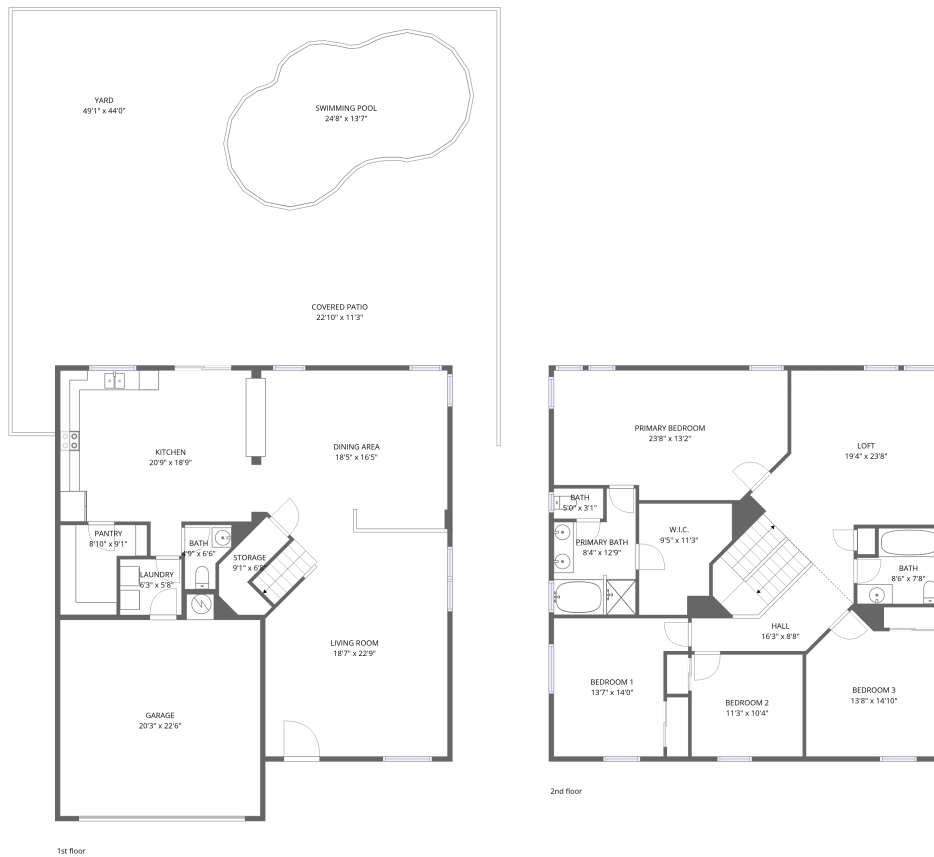 YARD
49'1" x 44'0"
SWIMMING POOL
24'8" x 13'7"
COVERED PATIO
22'10" x 11'3"
KITCHEN
20'9" x 18'9"
DINING AREA
18'5" x 16'5"
PANTRY
8'10" x 9'1"
BATH
4'9" x 6'6"
STORAGE
9'1" x 6'8"
LAUNDRY
6'3" x 5'8"
LIVING ROOM
18'7" x 22'9"
GARAGE
20'3" x 22'6"
1st floor
PRIMARY BEDROOM
23'8" x 13'2"
LOFT
19'4" x 23'8"
BATH
5'0" x 3'1"
PRIMARY BATH
8'4" x 12'9"
W.I.C.
9'5" x 11'3"
BATH
8'6" x 7'8"
HALL
16'3" x 8'8"
BEDROOM 1
13'7" x 14'0"
BEDROOM 2
11'3" x 10'4"
BEDROOM 3
13'8" x 14'10"
2nd floor